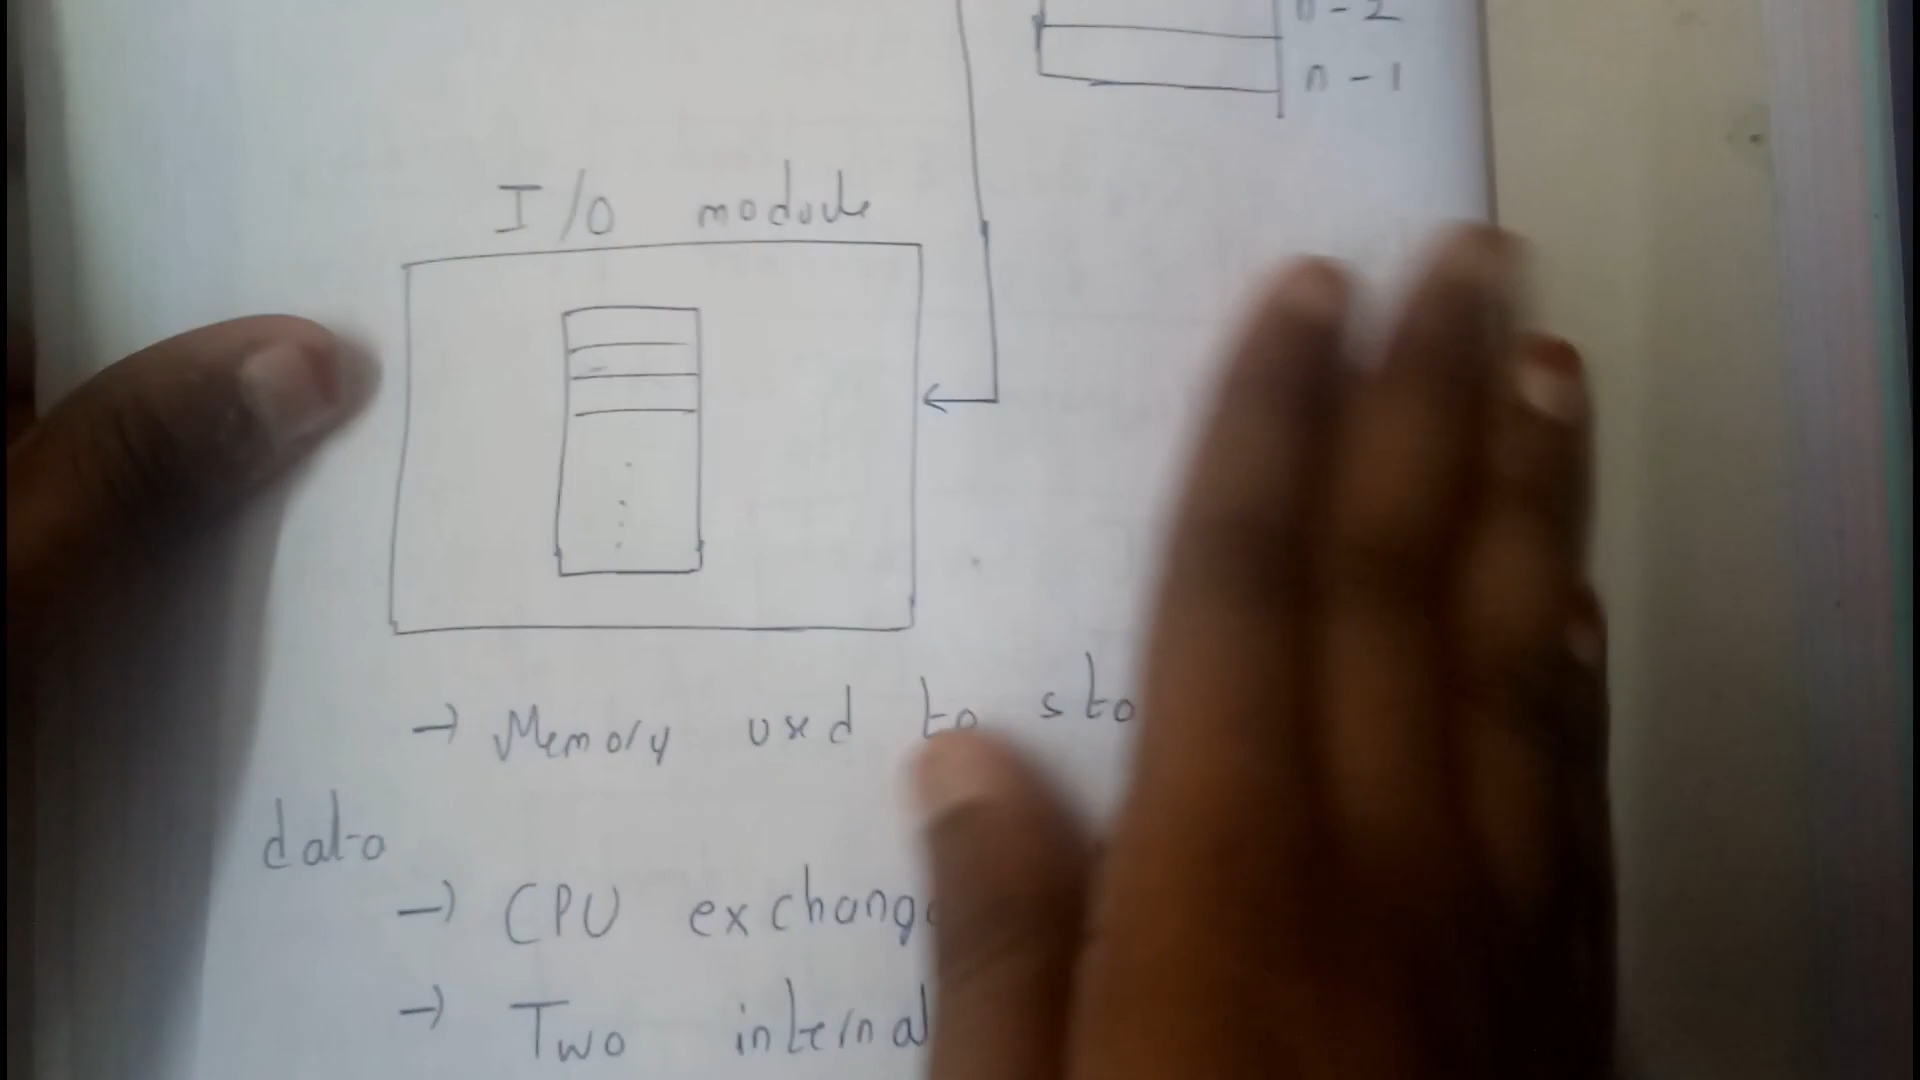 n-2
n-1
I/O module
→ Memory used to sto
data
→ CPU exchang
→ Two internal